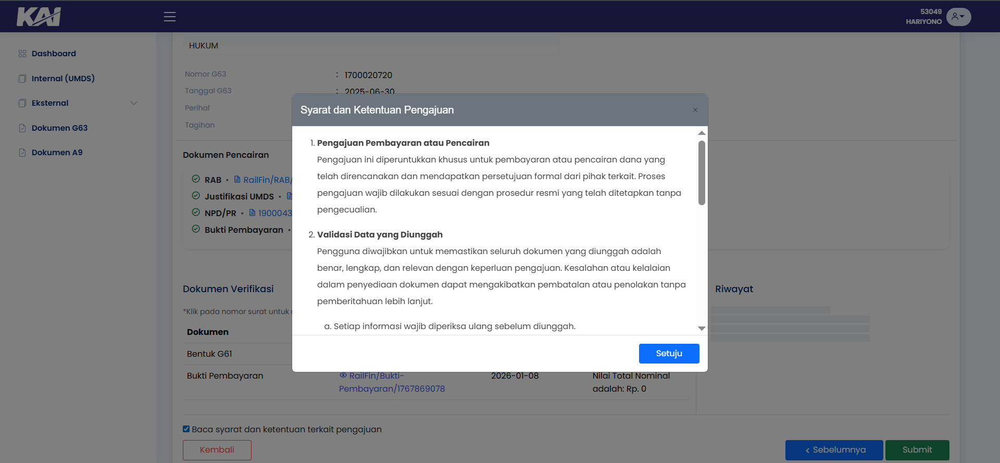 KAI
53049
HARIYONO
Dashboard
Internal (UMDS)
Eksternal
Dokumen G63
Dokumen A9
HUKUM
Nomor G63 : 1700020720
Tanggal G63 : 2025-06-30
Perihal
Tagihan
Dokumen Pencairan
RAB • RailFin/RAB/
Justifikasi UMDS •
NPD/PR • 1900043
Bukti Pembayaran •
Syarat dan Ketentuan Pengajuan
×
1. Pengajuan Pembayaran atau Pencairan
Pengajuan ini diperuntukkan khusus untuk pembayaran atau pencairan dana yang
telah direncanakan dan mendapatkan persetujuan formal dari pihak terkait. Proses
pengajuan wajib dilakukan sesuai dengan prosedur resmi yang telah ditetapkan tanpa
pengecualian.
2. Validasi Data yang Diunggah
Pengguna diwajibkan untuk memastikan seluruh dokumen yang diunggah adalah
benar, lengkap, dan relevan dengan keperluan pengajuan. Kesalahan atau kelalaian
dalam penyediaan dokumen dapat mengakibatkan pembatalan atau penolakan tanpa
pemberitahuan lebih lanjut.
a. Setiap informasi wajib diperiksa ulang sebelum diunggah.
Setuju
Dokumen Verifikasi
*Klik pada nomor surat untuk
Dokumen
Bentuk G61
Bukti Pembayaran
RailFin/Bukti-
Pembayaran/1767869078
2026-01-08
Nilai Total Nominal
adalah: Rp. 0
Riwayat
Baca syarat dan ketentuan terkait pengajuan
Kembali
‹ Sebelumnya
Submit